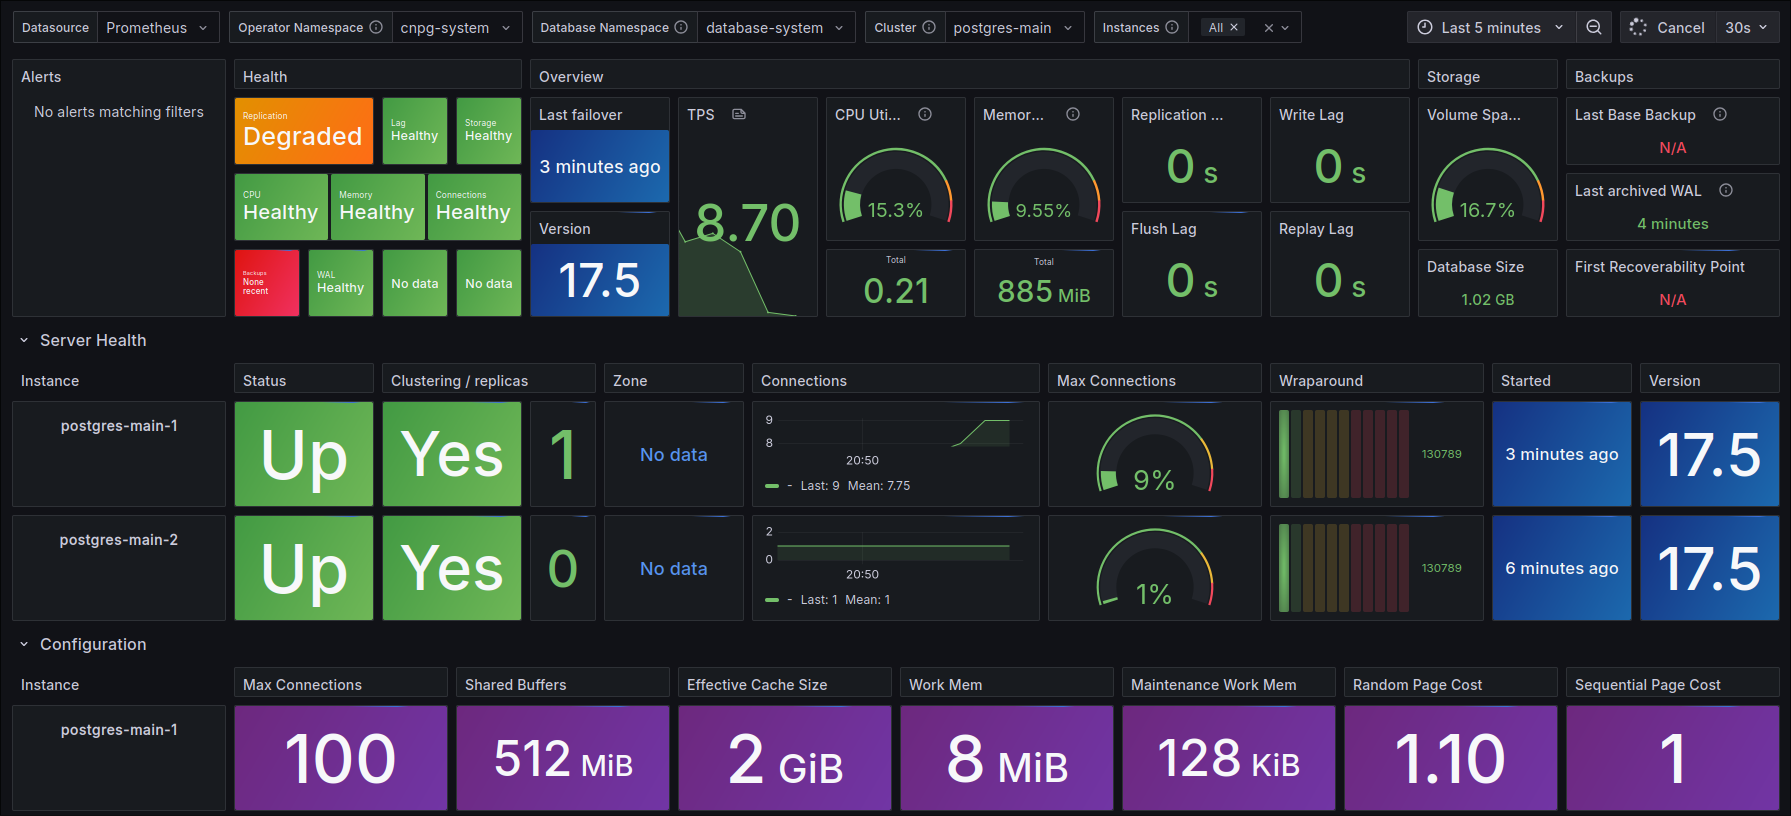 Datasource Prometheus Operator Namespace cnpg-system Database Namespace database-system Cluster postgres-main Instances All Last 5 minutes Cancel 30s
Alerts
No alerts matching filters
Health
Replication
Degraded
Lag
Healthy
Storage
Healthy
CPU
Healthy
Memory
Healthy
Connections
Healthy
Backups
None
recent
WAL
Healthy
No data
No data
Overview
Last failover
3 minutes ago
Version
17.5
TPS
8.70
CPU Uti...
15.3%
Total
0.21
Memor...
9.55%
Total
885 MiB
Replication ...
0 s
Write Lag
0 s
Flush Lag
0 s
Replay Lag
0 s
Storage
Volume Spa...
16.7%
Database Size
1.02 GB
Backups
Last Base Backup
N/A
Last archived WAL
4 minutes
First Recoverability Point
N/A
Server Health
Instance Status Clustering / replicas Zone Connections Max Connections Wraparound Started Version
postgres-main-1
Up
Yes
1
No data
9
8
20:50
- Last: 9 Mean: 7.75
9%
130789
3 minutes ago
17.5
postgres-main-2
Up
Yes
0
No data
2
0
20:50
- Last: 1 Mean: 1
1%
130789
6 minutes ago
17.5
Configuration
Instance Max Connections Shared Buffers Effective Cache Size Work Mem Maintenance Work Mem Random Page Cost Sequential Page Cost
postgres-main-1
100
512 MiB
2 GiB
8 MiB
128 KiB
1.10
1